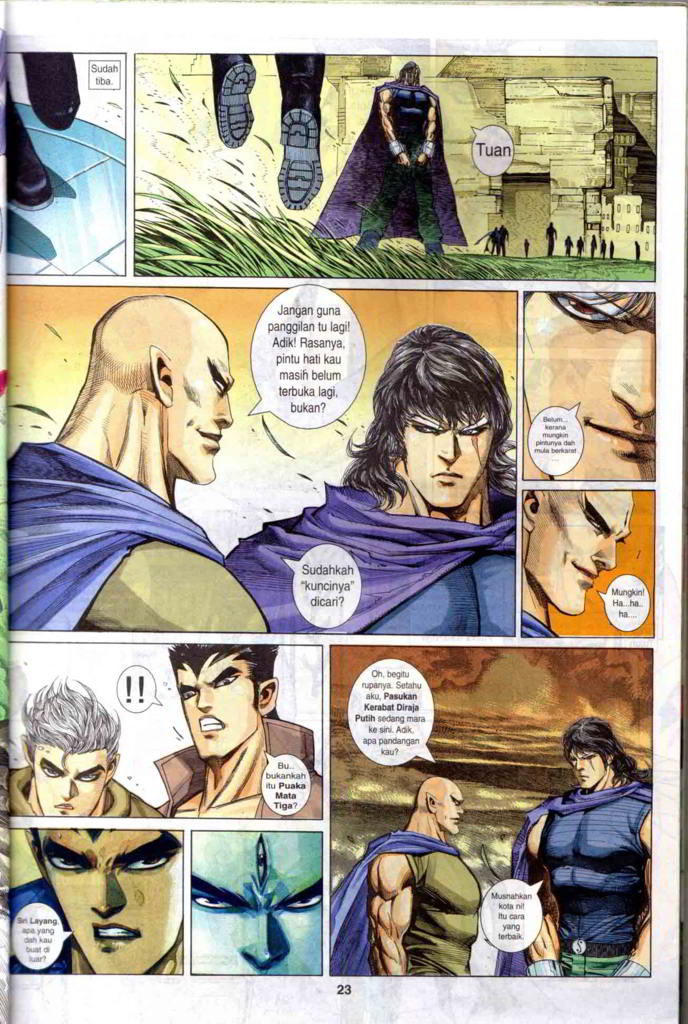 Sudah
tiba.
Tuan
Jangan guna
panggilan tu lagi!
Adik! Rasanya,
pintu hati kau
masih belum
terbuka lagi,
bukan?
Sudahkah
"kuncinya"
dicari?
Belum...
kerana
mungkin
pintunya dah
mula berkarat
...
Mungkin!
Ha...ha..
ha....
!!
Bu..
bukankah
itu Puaka
Mata
Tiga?
Siri Layang,
apa yang
dah kau
buat di
luar?
Oh, begitu
rupanya. Setahu
aku, Pasukan
Kerabat Diraja
Putih sedang mara
ke sini. Adik,
apa pandangan
kau?
Musnahkan
kota ni!
Itu cara
yang
terbaik.
23